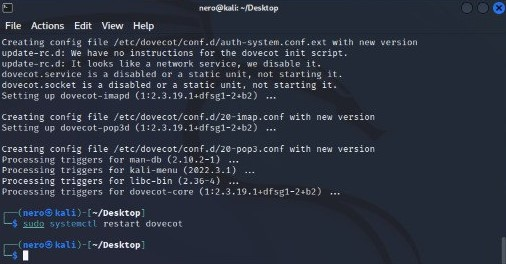 nero@kali: ~/Desktop
File Actions Edit View Help
Creating config file /etc/dovecot/conf.d/auth-system.conf.ext with new version
update-rc.d: We have no instructions for the dovecot init script.
update-rc.d: It looks like a network service, we disable it.
dovecot.service is a disabled or a static unit, not starting it.
dovecot.socket is a disabled or a static unit, not starting it.
Setting up dovecot-imapd (1:2.3.19.1+dfsg1-2+b2) ...
Creating config file /etc/dovecot/conf.d/20-imap.conf with new version
Setting up dovecot-pop3d (1:2.3.19.1+dfsg1-2+b2) ...
Creating config file /etc/dovecot/conf.d/20-pop3.conf with new version
Processing triggers for man-db (2.10.2-1) ...
Processing triggers for kali-menu (2022.3.1) ...
Processing triggers for libc-bin (2.36-4) ...
Processing triggers for dovecot-core (1:2.3.19.1+dfsg1-2+b2) ...
┌──(nero㉿kali)-[~/Desktop]
└─$ sudo systemctl restart dovecot
┌──(nero㉿kali)-[~/Desktop]
└─$